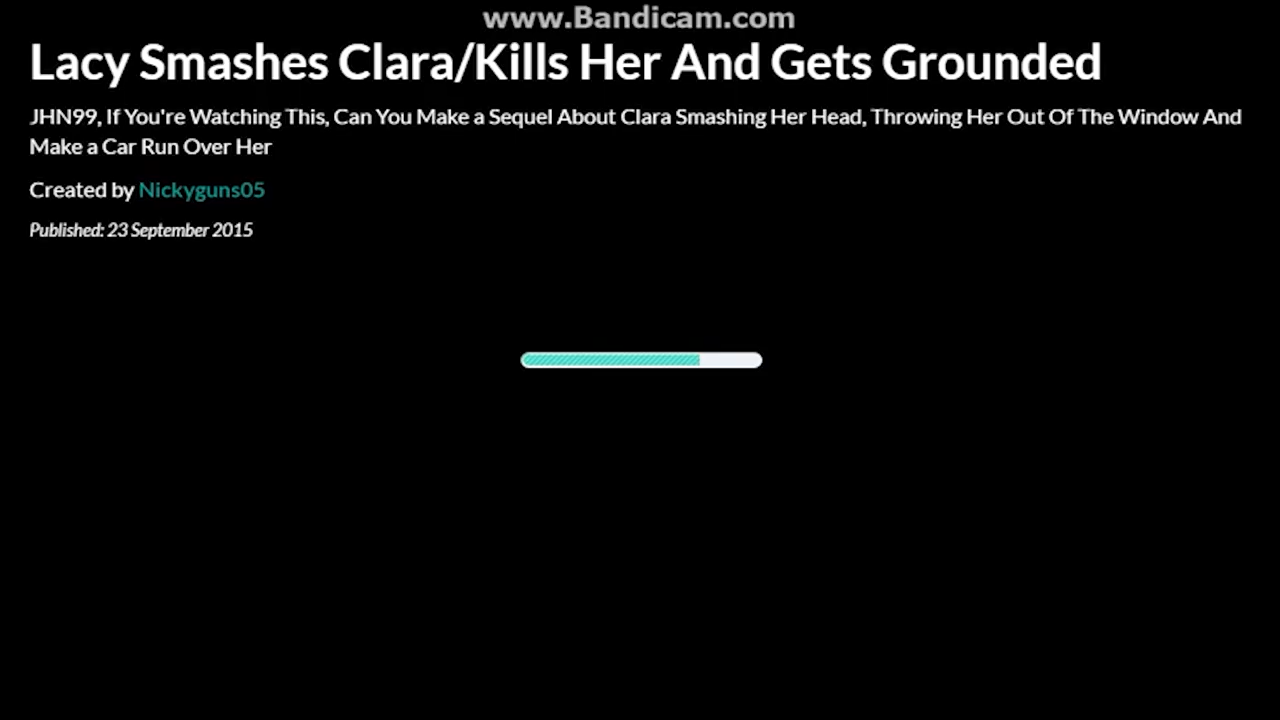 www.Bandicam.com
Lacy Smashes Clara/Kills Her And Gets Grounded
JHN99, If You're Watching This, Can You Make a Sequel About Clara Smashing Her Head, Throwing Her Out Of The Window And
Make a Car Run Over Her
Created by Nickyguns05
Published: 23 September 2015